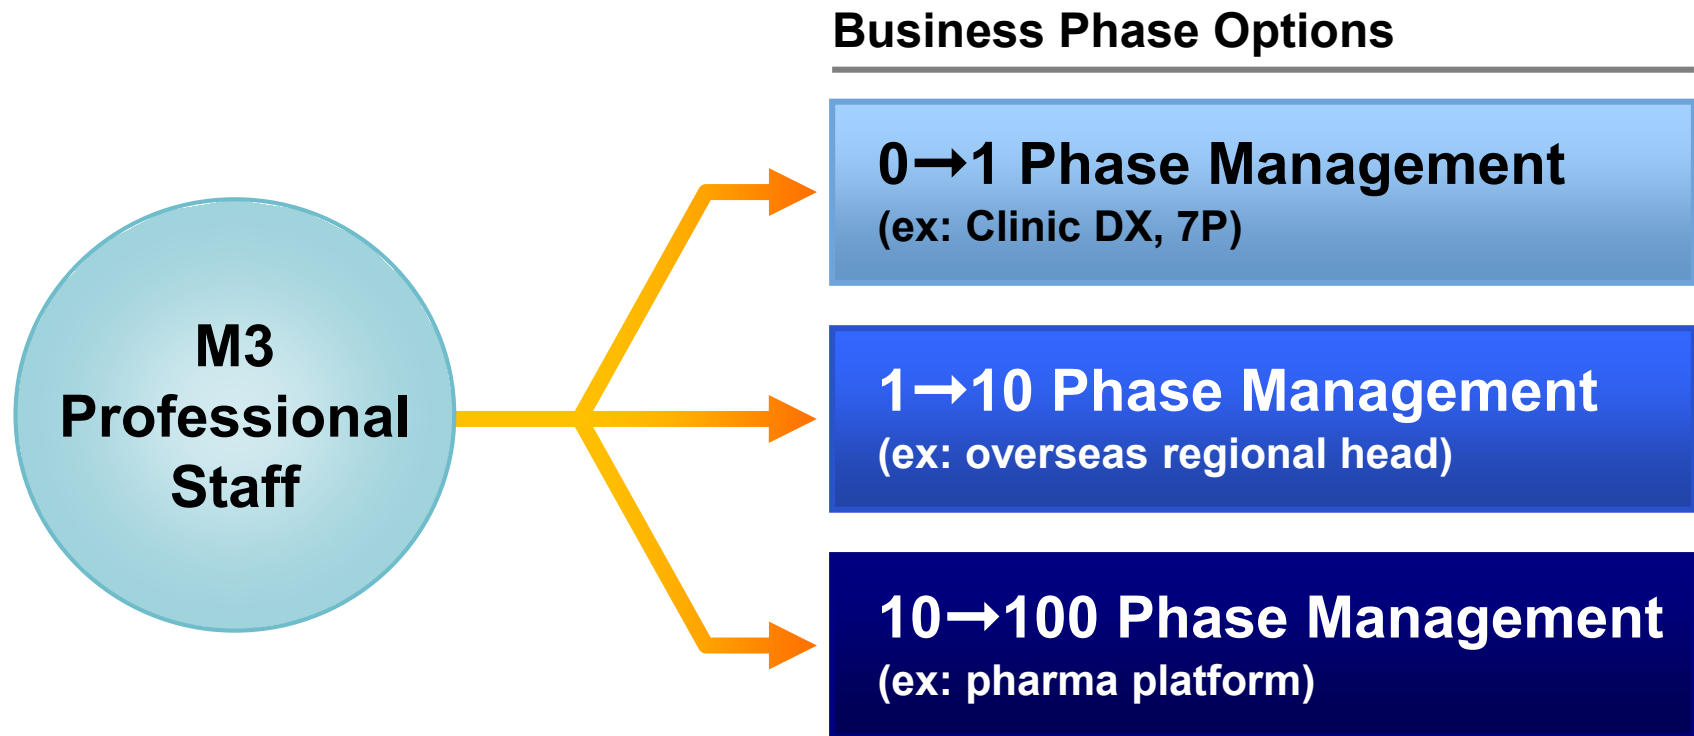 Business Phase Options
0→1 Phase Management
(ex: Clinic DX, 7P)
M3
Professional
Staff
1→10 Phase Management
(ex: overseas regional head)
10→100 Phase Management
(ex: pharma platform)